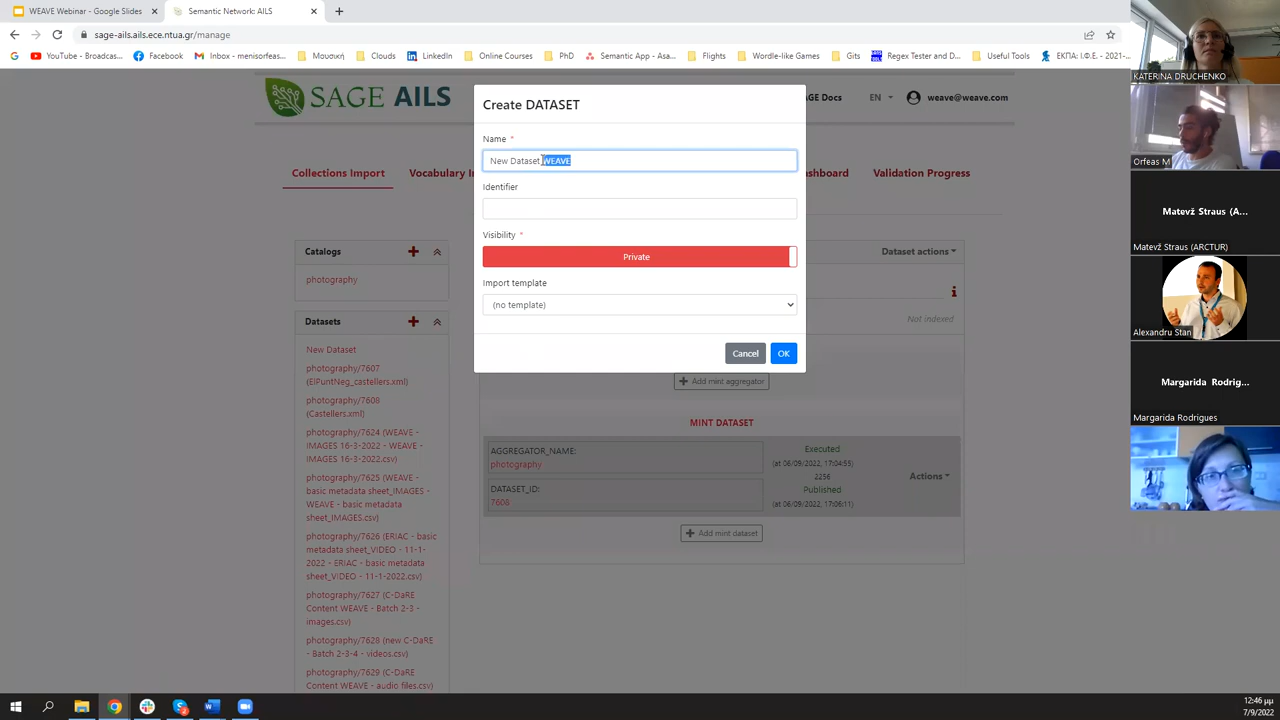 WEAVE Webinar - Google Slides
Semantic Network: AILS
sage-ails.ails.ece.ntua.gr/manage
YouTube - Broadcas...
Facebook
Inbox - menisorfeas...
Μουσική
Clouds
LinkedIn
Online Courses
PhD
Semantic App - Asa...
Flights
Wordle-like Games
Gits
Regex Tester and D...
Useful Tools
ΕΚΠΑ: Ι.Φ.Ε. - 2021-...
SAGE AILS
GE Docs
EN
weave@weave.com
Collections Import
Vocabulary In
shboard
Validation Progress
Create DATASET
Name *
New Dataset WEAVE
Identifier
Visibility *
Private
Import template
(no template)
Cancel
OK
Catalogs
photography
Datasets
New Dataset
photography/7607
(ElPuntNeg_castellers.xml)
photography/7608
(Castellers.xml)
photography/7624 (WEAVE -
IMAGES 16-3-2022 - WEAVE -
IMAGES 16-3-2022.csv)
photography/7625 (WEAVE -
basic metadata sheet_IMAGES -
WEAVE - basic metadata
sheet_IMAGES.csv)
photography/7626 (ERIAC - basic
metadata sheet_VIDEO - 11-1-
2022 - ERIAC - basic metadata
sheet_VIDEO - 11-1-2022.csv)
photography/7627 (C-DaRE
Content WEAVE - Batch 2-3 -
images.csv)
photography/7628 (new C-DaRE
- Batch 2-3-4 - videos.csv)
photography/7629 (C-DaRE
Content WEAVE - audio files.csv)
Dataset actions
Not indexed
Add mint aggregator
MINT DATASET
AGGREGATOR_NAME:
photography
DATASET_ID:
7608
Executed
(at 06/09/2022, 17:04:55)
2256
Published
(at 06/09/2022, 17:06:11)
Actions
Add mint dataset
KATERINA DRUCHENKO
Orfeas M
Matevž Straus (A...
Matevž Straus (ARCTUR)
Alexandru Stan
Margarida Rodrig...
Margarida Rodrigues
12:46 μμ
7/9/2022